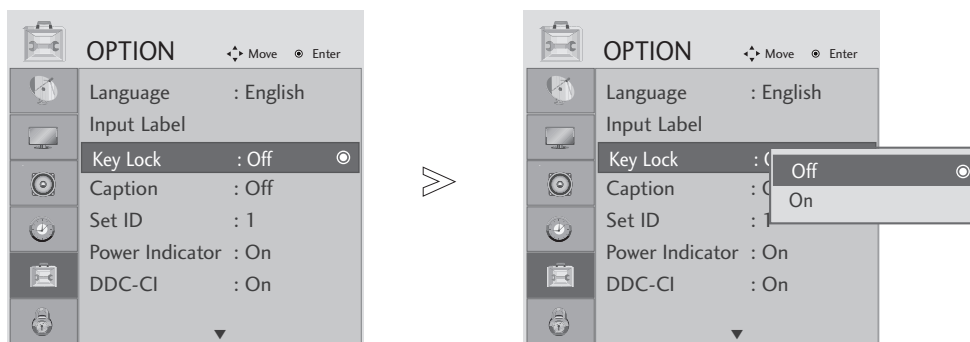 OPTION Move Enter
Language : English
Input Label
Key Lock : Off
Caption : Off
Set ID : 1
Power Indicator : On
DDC-CI : On
OPTION Move Enter
Language : English
Input Label
Key Lock :
Caption :
Set ID : 1
Power Indicator : On
DDC-CI : On
Off
On